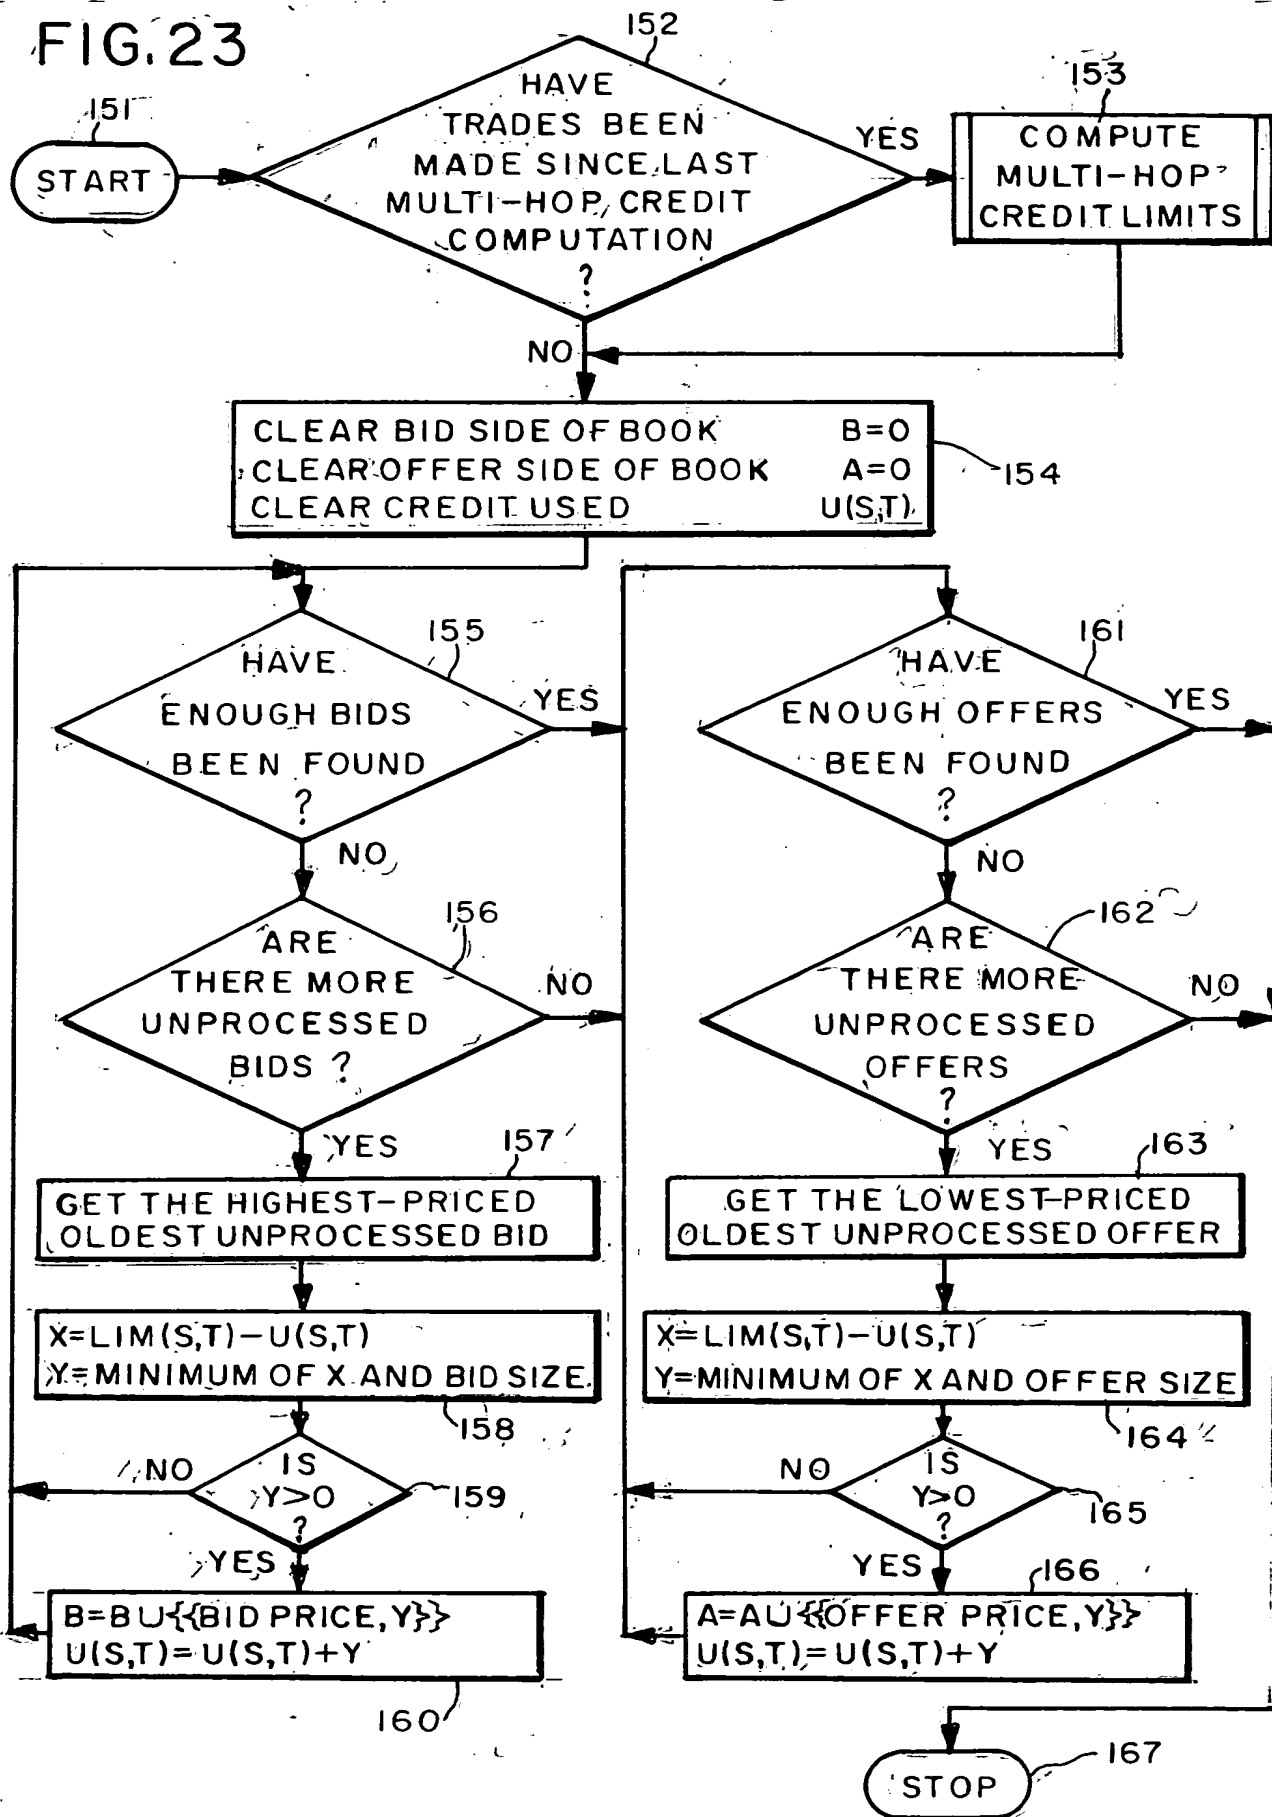 FIG. 23
152
HAVE
TRADES BEEN
MADE SINCE LAST
MULTI-HOP CREDIT
COMPUTATION
?
YES
153
COMPUTE
MULTI-HOP
CREDIT LIMITS
151
START
NO
CLEAR BID SIDE OF BOOK B=0
CLEAR OFFER SIDE OF BOOK A=0
CLEAR CREDIT USED U(S,T)
154
155
HAVE
ENOUGH BIDS
BEEN FOUND
?
YES
NO
156
ARE
THERE MORE
UNPROCESSED
BIDS ?
NO
YES
157
GET THE HIGHEST-PRICED
OLDEST UNPROCESSED BID
X=LIM(S,T)-U(S,T)
Y=MINIMUM OF X AND BID SIZE
158
IS
Y>0
?
159
NO
YES
B=BU{{BID PRICE,Y}}
U(S,T)=U(S,T)+Y
160
161
HAVE
ENOUGH OFFERS
BEEN FOUND
?
YES
NO
162
ARE
THERE MORE
UNPROCESSED
OFFERS
?
NO
YES
163
GET THE LOWEST-PRICED
OLDEST UNPROCESSED OFFER
X=LIM(S,T)-U(S,T)
Y=MINIMUM OF X AND OFFER SIZE
164
IS
Y>0
?
165
NO
YES
166
A=AU{{OFFER PRICE,Y}}
U(S,T)=U(S,T)+Y
167
STOP